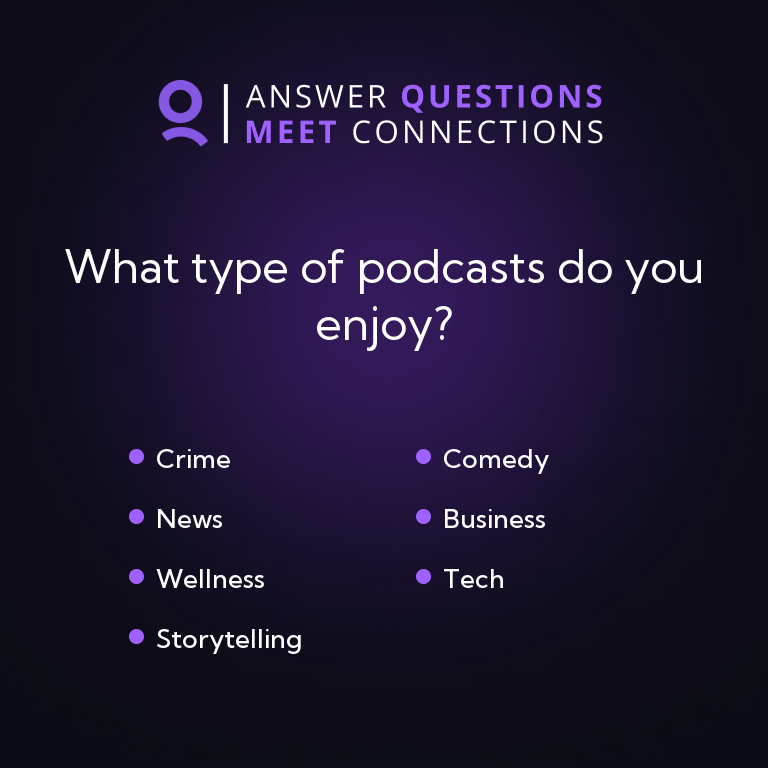 ANSWER QUESTIONS
MEET CONNECTIONS
What type of podcasts do you
enjoy?
Crime
News
Wellness
Storytelling
Comedy
Business
Tech